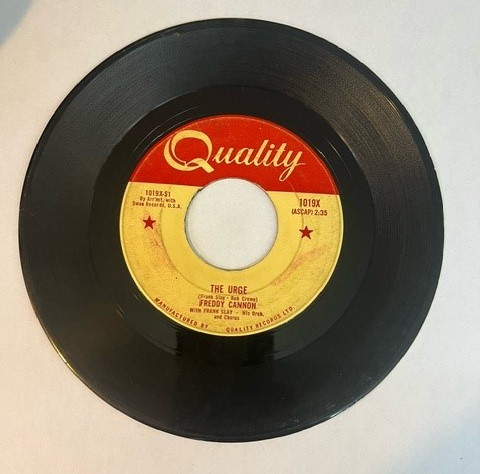 Quality
1019X-S1
By Arr'mt. with
Swan Records, U.S.A.
1019X
(ASCAP) 2:35
THE URGE
(Frank Slay - Bob Crewe)
FREDDY CANNON
With FRANK SLAY - His Orch.
and Chorus
MANUFACTURED BY QUALITY RECORDS LTD.